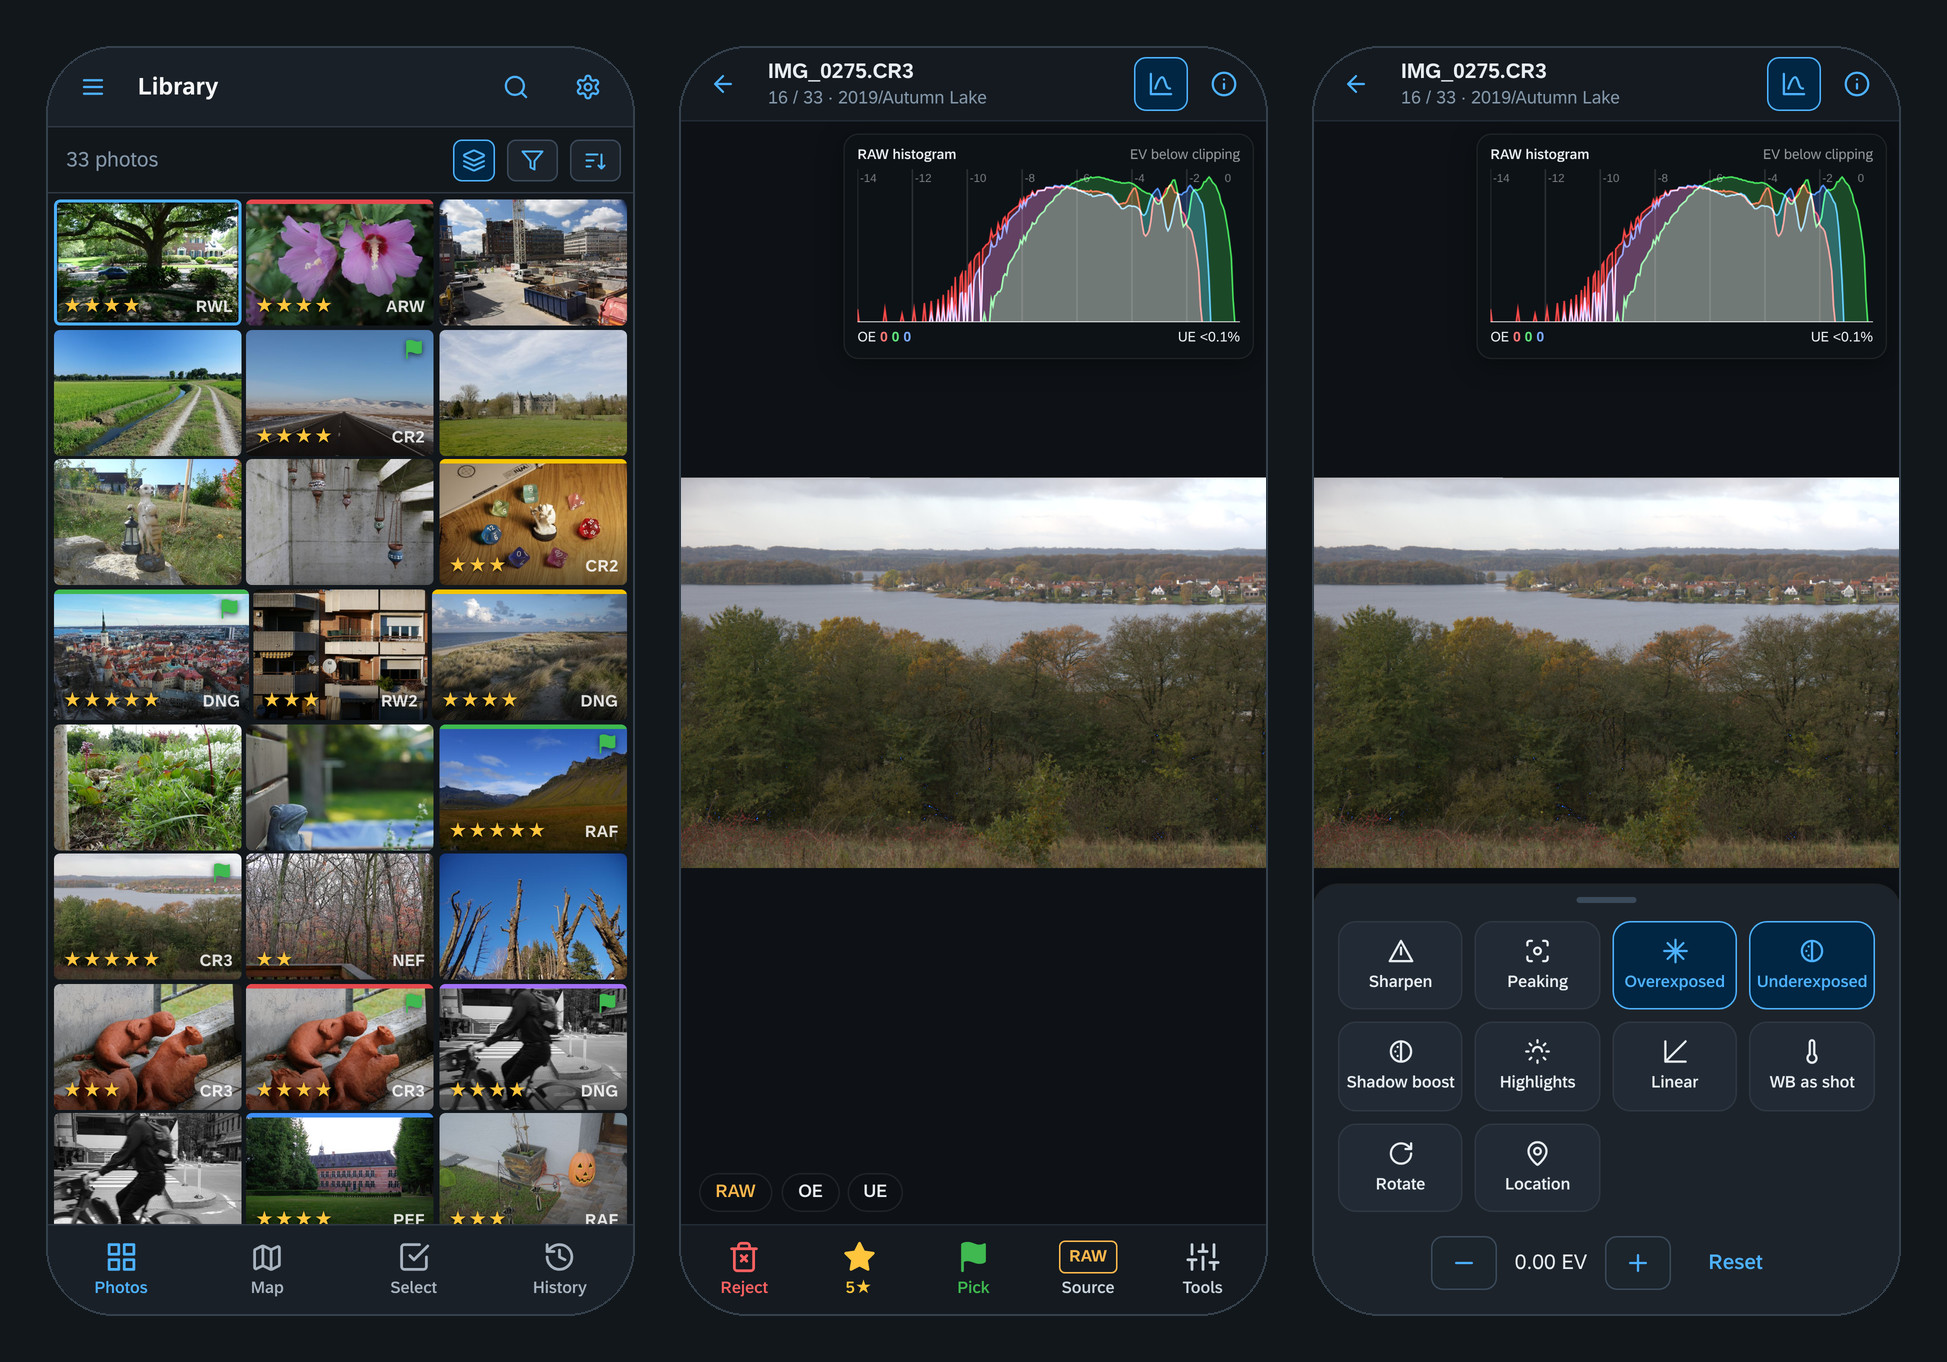 Library
33 photos
RWL
ARW
CR2
CR2
DNG
RW2
DNG
RAF
CR3
NEF
CR3
CR3
DNG
PEF
RAF
Photos
Map
Select
History
IMG_0275.CR3
16 / 33 · 2019/Autumn Lake
RAW histogram
EV below clipping
-14 -12 -10 -8 -6 -4 -2 0
OE 0 0 0
UE <0.1%
RAW
OE
UE
Reject
5★
Pick
RAW
Source
Tools
IMG_0275.CR3
16 / 33 · 2019/Autumn Lake
RAW histogram
EV below clipping
-14 -12 -10 -8 -6 -4 -2 0
OE 0 0 0
UE <0.1%
Sharpen
Peaking
Overexposed
Underexposed
Shadow boost
Highlights
Linear
WB as shot
Rotate
Location
0.00 EV
Reset